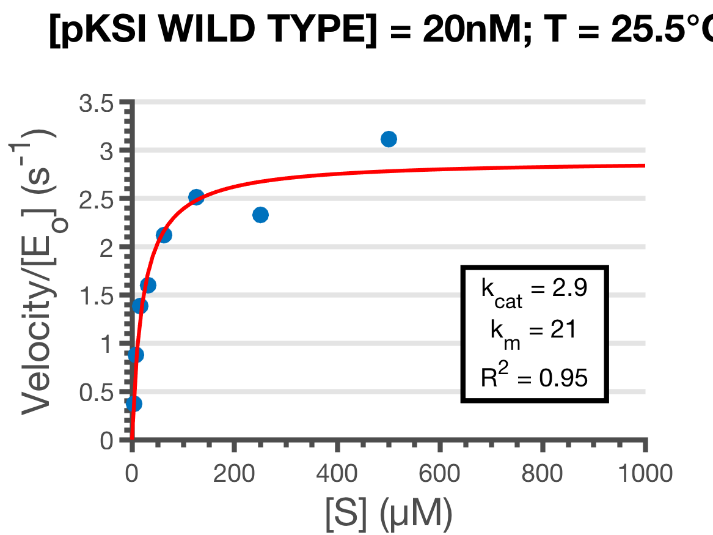 [pKSI WILD TYPE] = 20nM; T = 25.5°C
3.5
3
2.5
2
1.5
1
0.5
0
Velocity/[Eo] (s-1)
kcat = 2.9
km = 21
R2 = 0.95
0 200 400 600 800 1000
[S] (µM)